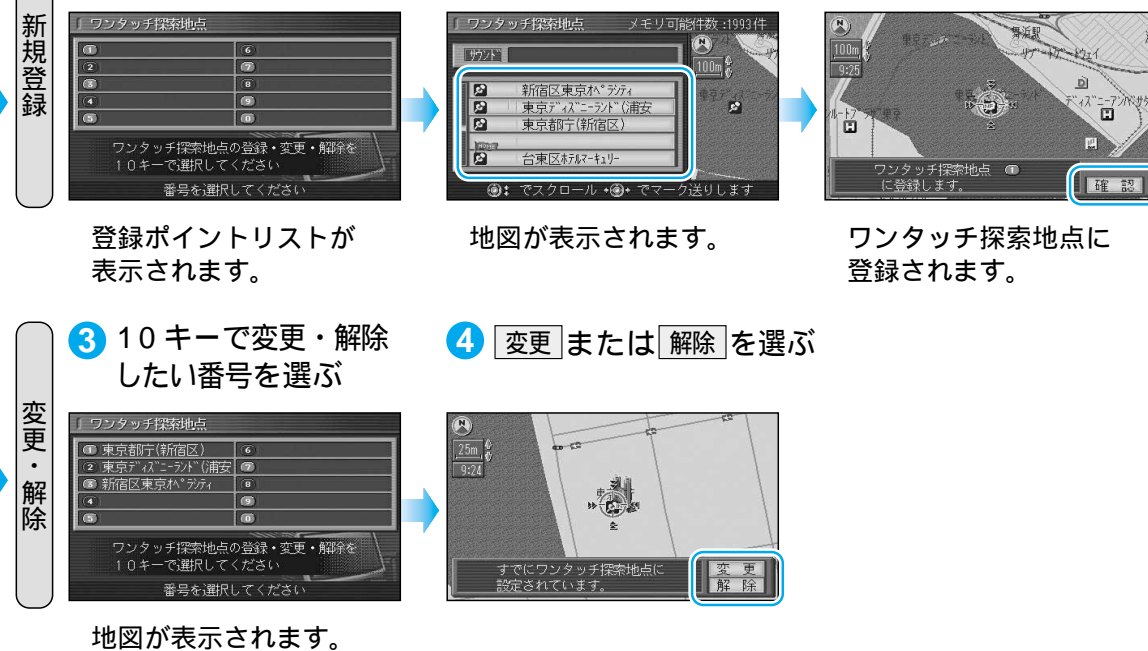 新規登録
ワンタッチ探索地点
1
2
3
4
5
6
7
8
9
0
ワンタッチ探索地点の登録・変更・解除を
10キーで選択してください
番号を選択してください
登録ポイントリストが
表示されます。
ワンタッチ探索地点 メモリ可能件数:1993件
サウンド
100m
新宿区東京オペラシティ
東京ディズニーランド(浦安
東京都庁(新宿区)
MOVIE
台東区ホテルマーキュリー
でスクロール でマーク送りします
地図が表示されます。
N
100m
9:25
舞浜駅
リゾートゲートウェイ
ワンタッチ探索地点 1
に登録します。
確 認
ワンタッチ探索地点に
登録されます。
変更・解除
3 10キーで変更・解除
したい番号を選ぶ
ワンタッチ探索地点
1 東京都庁(新宿区)
2 東京ディズニーランド(浦安
3 新宿区東京オペラシティ
4
5
6
7
8
9
0
ワンタッチ探索地点の登録・変更・解除を
10キーで選択してください
番号を選択してください
地図が表示されます。
4 変更 または 解除 を選ぶ
N
25m
9:24
すでにワンタッチ探索地点に
設定されています。
変 更
解 除